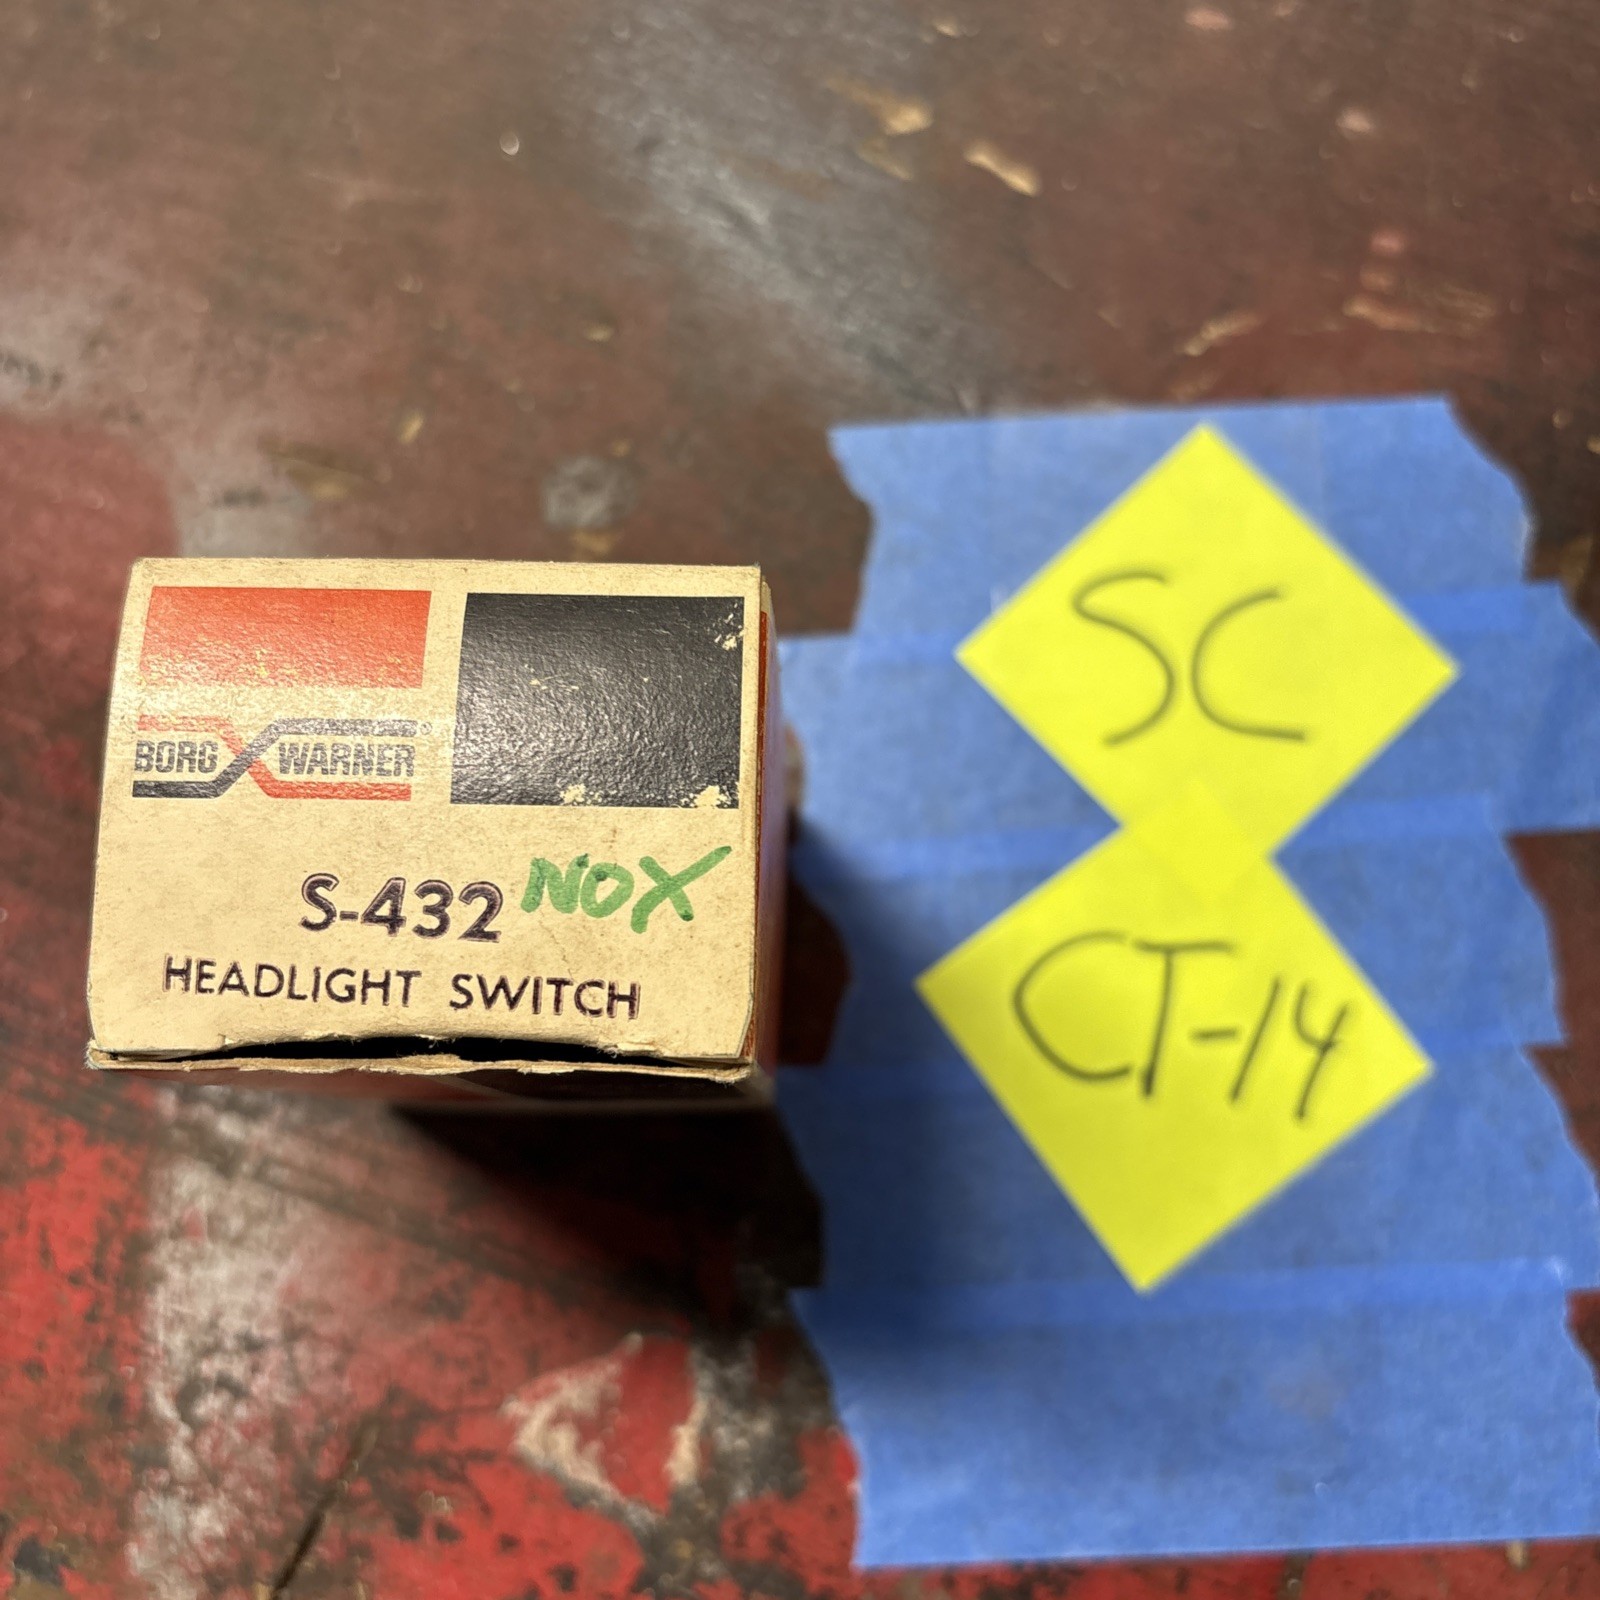 BORG WARNER®
S-432 NOX
HEADLIGHT SWITCH
SC
CT-14